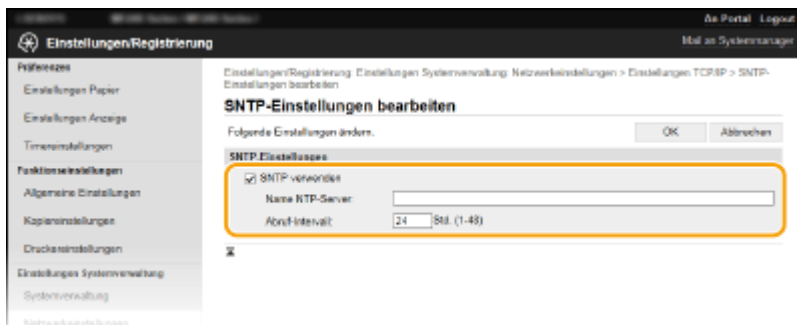 An Portal Logout
Einstellungen/Registrierung
Mail an Systemmanager
Präferenzen
Einstellungen Papier
Einstellungen Anzeige
Timereinstellungen
Funktionseinstellungen
Allgemeine Einstellungen
Kopiereinstellungen
Druckereinstellungen
Einstellungen Systemverwaltung
Systemverwaltung
Netzwerkeinstellungen
Einstellungen/Registrierung: Einstellungen Systemverwaltung: Netzwerkeinstellungen > Einstellungen TCP/IP > SNTP-
Einstellungen bearbeiten
SNTP-Einstellungen bearbeiten
Folgende Einstellungen ändern.
OK
Abbrechen
SNTP-Einstellungen
SNTP verwenden
Name NTP-Server:
Abruf-Intervall:
24
Std. (1-48)